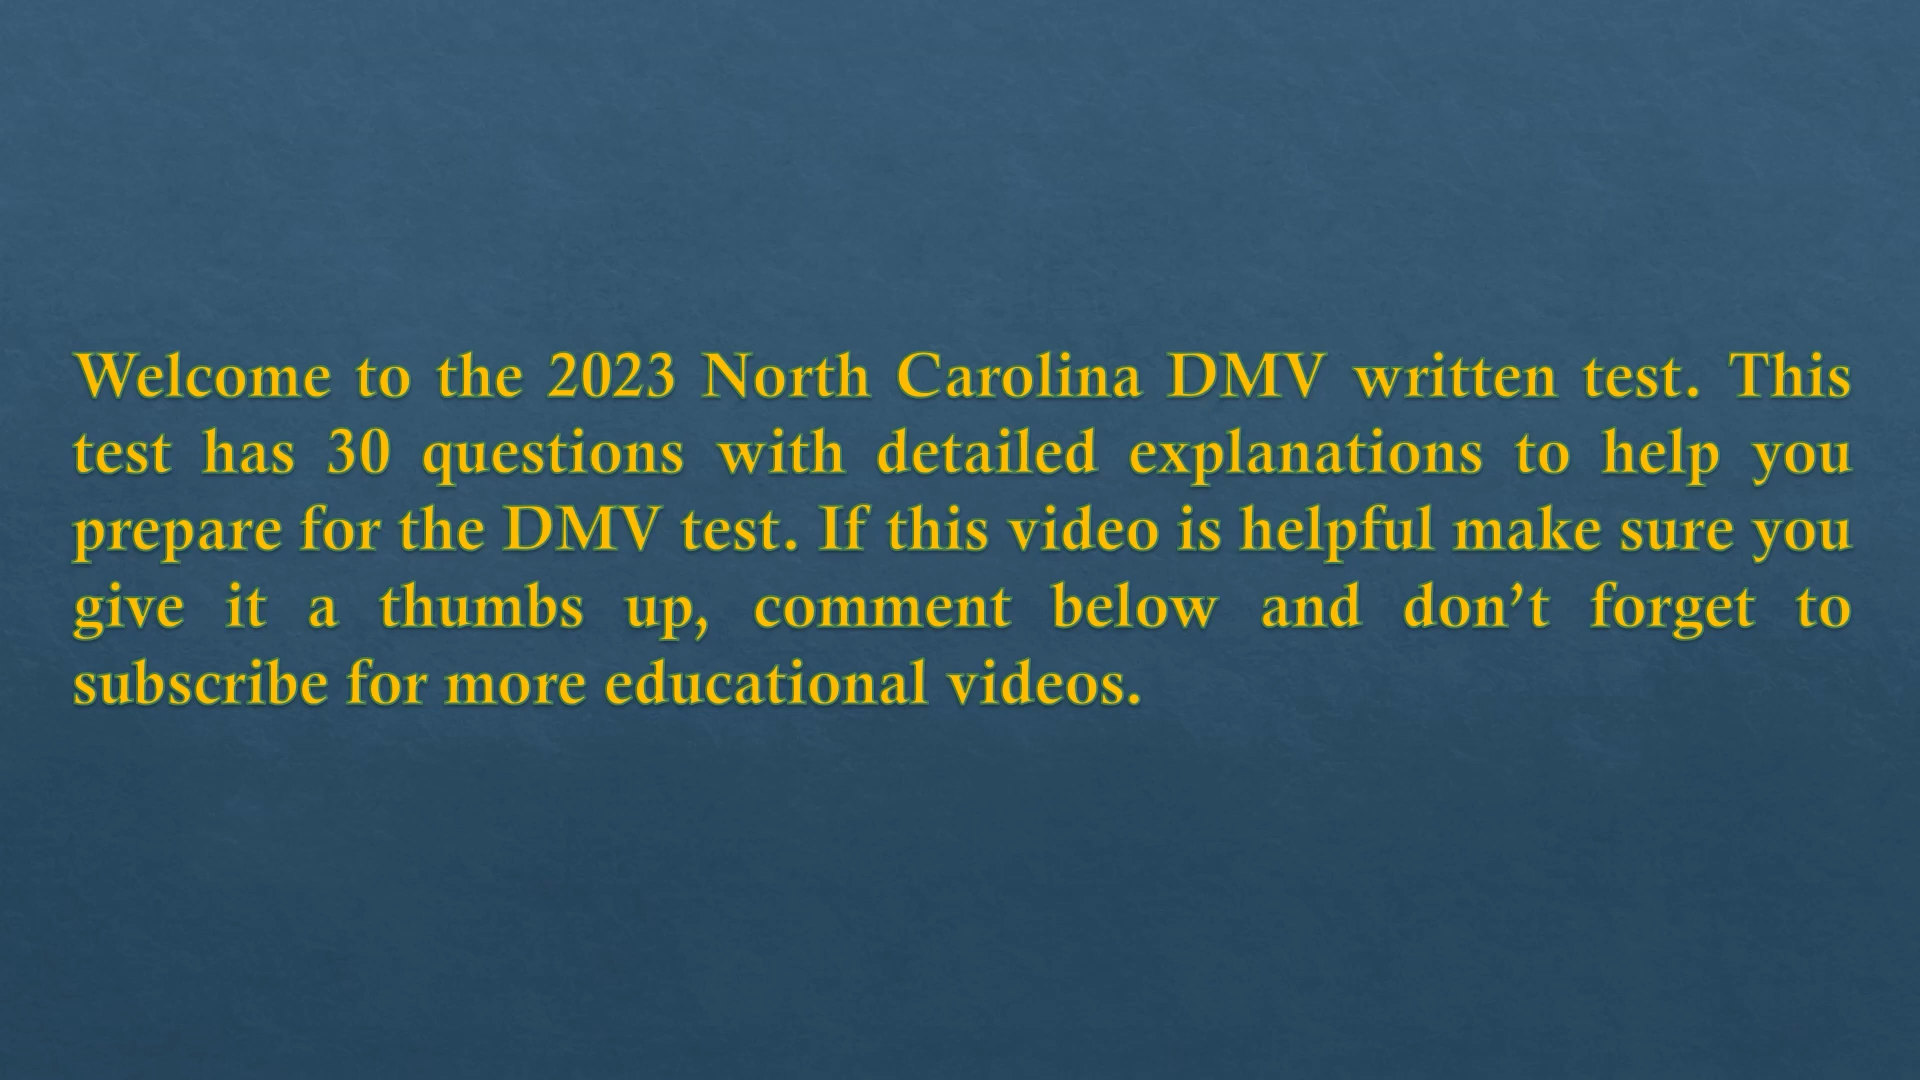 Welcome to the 2023 North Carolina DMV written test. This
test has 30 questions with detailed explanations to help you
prepare for the DMV test. If this video is helpful make sure you
give it a thumbs up, comment below and don’t forget to
subscribe for more educational videos.